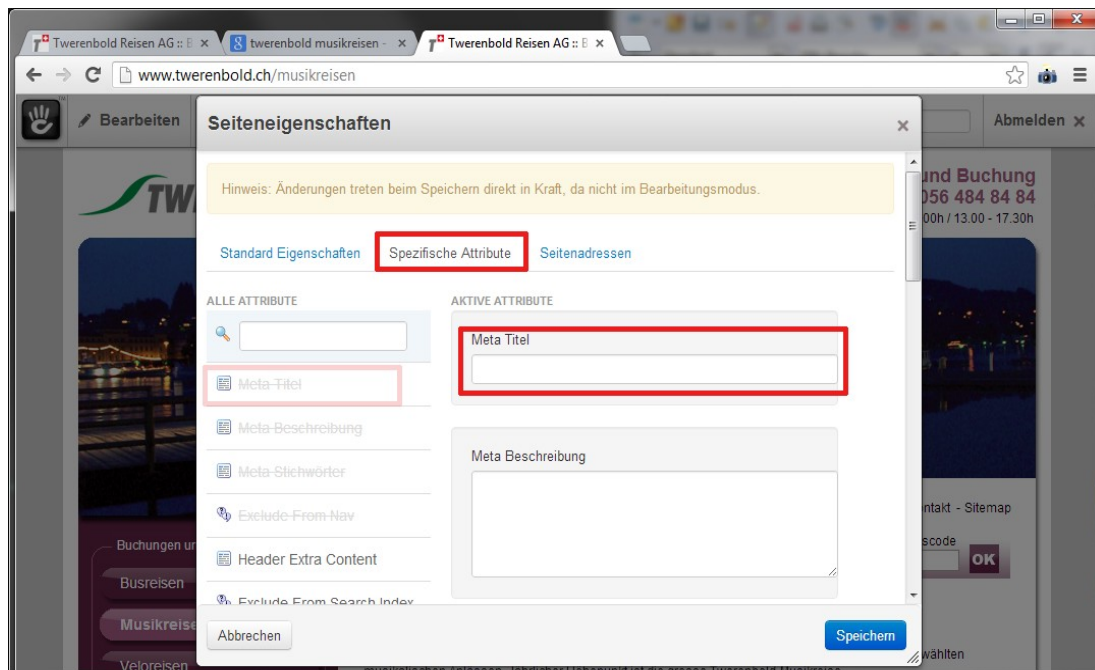 Twerenbold Reisen AG :: B
twerenbold musikreisen -
Twerenbold Reisen AG :: B
www.twerenbold.ch/musikreisen
Bearbeiten
Abmelden
Seiteneigenschaften
TW
und Buchung
056 484 84 84
00h / 13.00 - 17.30h
Hinweis: Änderungen treten beim Speichern direkt in Kraft, da nicht im Bearbeitungsmodus.
Standard Eigenschaften
Spezifische Attribute
Seitenadressen
ALLE ATTRIBUTE
AKTIVE ATTRIBUTE
Meta Titel
Meta Titel
Meta Beschreibung
Meta Beschreibung
Meta Stichwörter
Exclude From Nav
Header Extra Content
Exclude From Search Index
ntakt - Sitemap
scode
OK
Buchungen un
Busreisen
Musikreise
Veloreisen
Abbrechen
Speichern
wählten